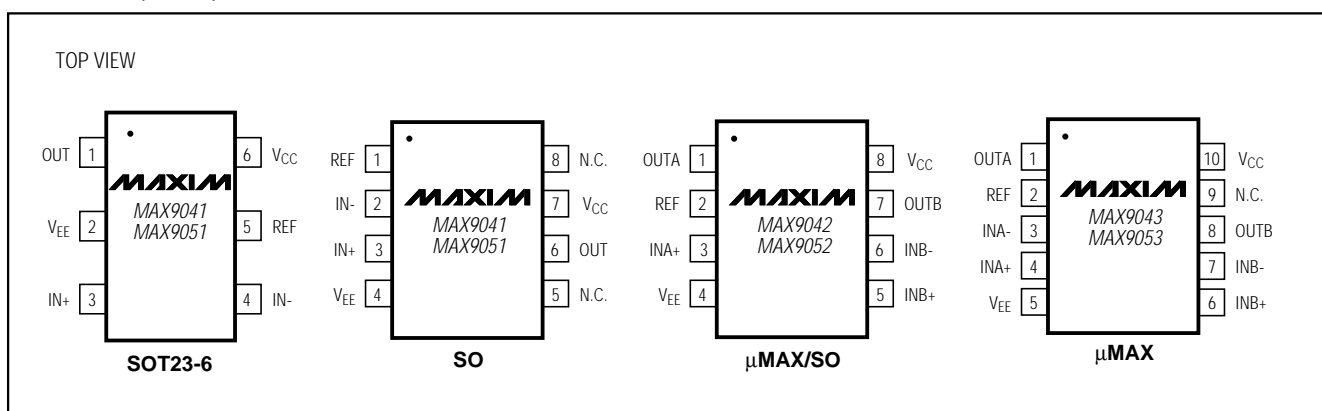 TOP VIEW
OUT 1
6 VCC
MAXIM
MAX9041
MAX9051
VEE 2
5 REF
IN+ 3
4 IN-
SOT23-6
REF 1
8 N.C.
IN- 2
7 VCC
MAXIM
MAX9041
MAX9051
IN+ 3
6 OUT
VEE 4
5 N.C.
SO
OUTA 1
8 VCC
REF 2
7 OUTB
MAXIM
MAX9042
MAX9052
INA+ 3
6 INB-
VEE 4
5 INB+
μMAX/SO
OUTA 1
10 VCC
REF 2
9 N.C.
MAXIM
MAX9043
MAX9053
INA- 3
8 OUTB
INA+ 4
7 INB-
VEE 5
6 INB+
μMAX